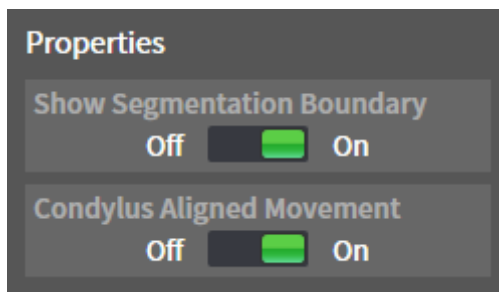 Properties
Show Segmentation Boundary
Off On
Condylus Aligned Movement
Off On